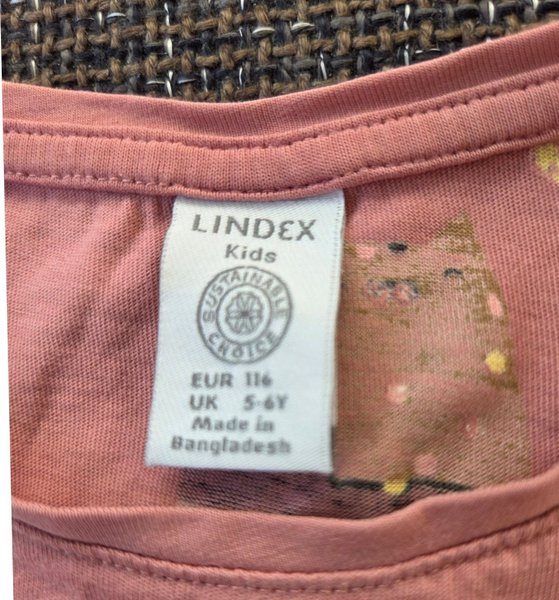 LINDEX
Kids
SUSTAINABLE
CHOICE
EUR 116
UK 5-6Y
Made in
Bangladesh